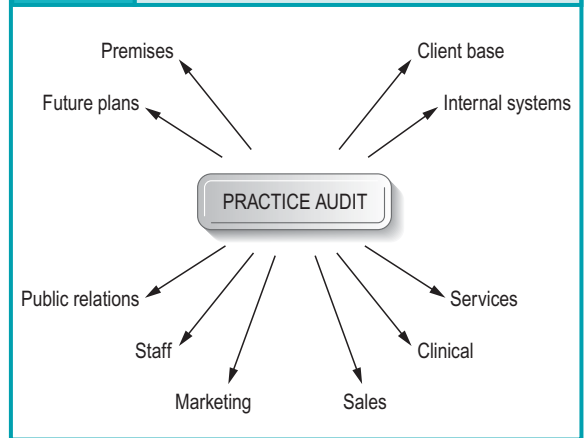 Premises
Client base
Future plans
Internal systems
PRACTICE AUDIT
Public relations
Services
Staff
Clinical
Marketing
Sales